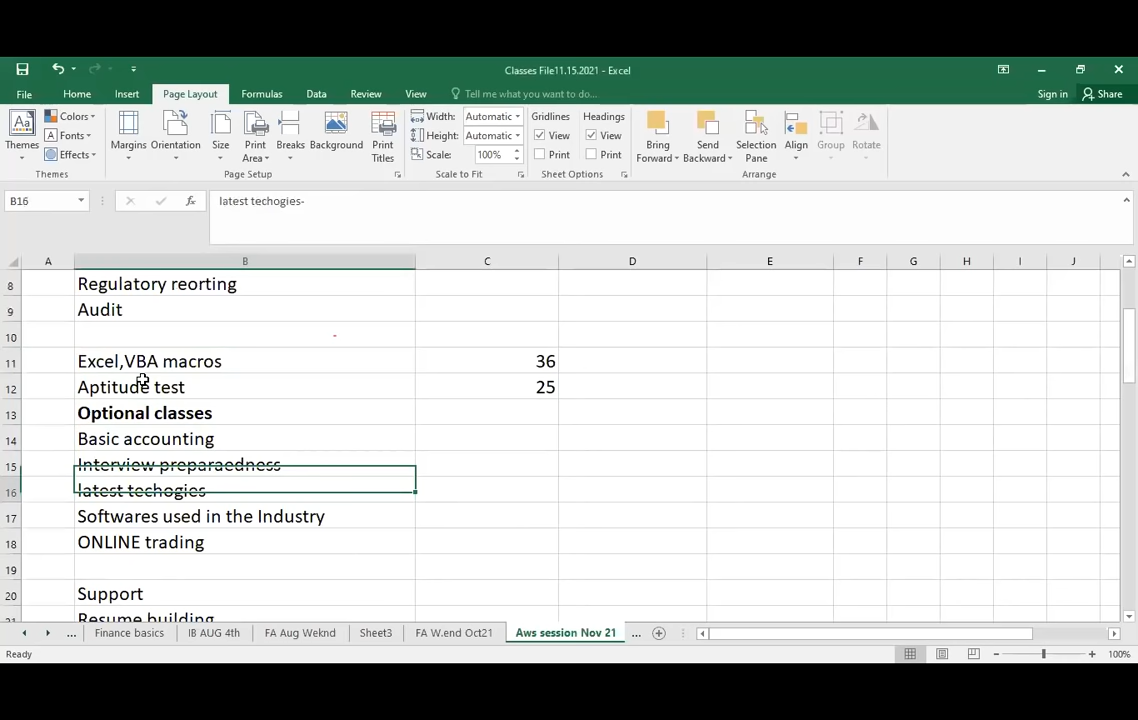 Classes File11.15.2021 - Excel
File Home Insert Page Layout Formulas Data Review View Tell me what you want to do... Sign in Share
Themes Colors Fonts Effects Themes
Margins Orientation Size Print Area Breaks Background Print Titles Page Setup
Width: Automatic Height: Automatic Scale: 100% Scale to Fit
Gridlines View Print Headings View Print Sheet Options
Bring Forward Send Backward Selection Pane Align Group Rotate Arrange
B16 fx latest techogies-
A B C D E F G H I J
8 Regulatory reorting
9 Audit
10 -
11 Excel,VBA macros 36
12 Aptitude test 25
13 Optional classes
14 Basic accounting
15 Interview preparaedness
16 latest techogies
17 Softwares used in the Industry
18 ONLINE trading
19
20 Support
21 Resume building
... Finance basics IB AUG 4th FA Aug Weknd Sheet3 FA W.end Oct21 Aws session Nov 21 ...
Ready 100%